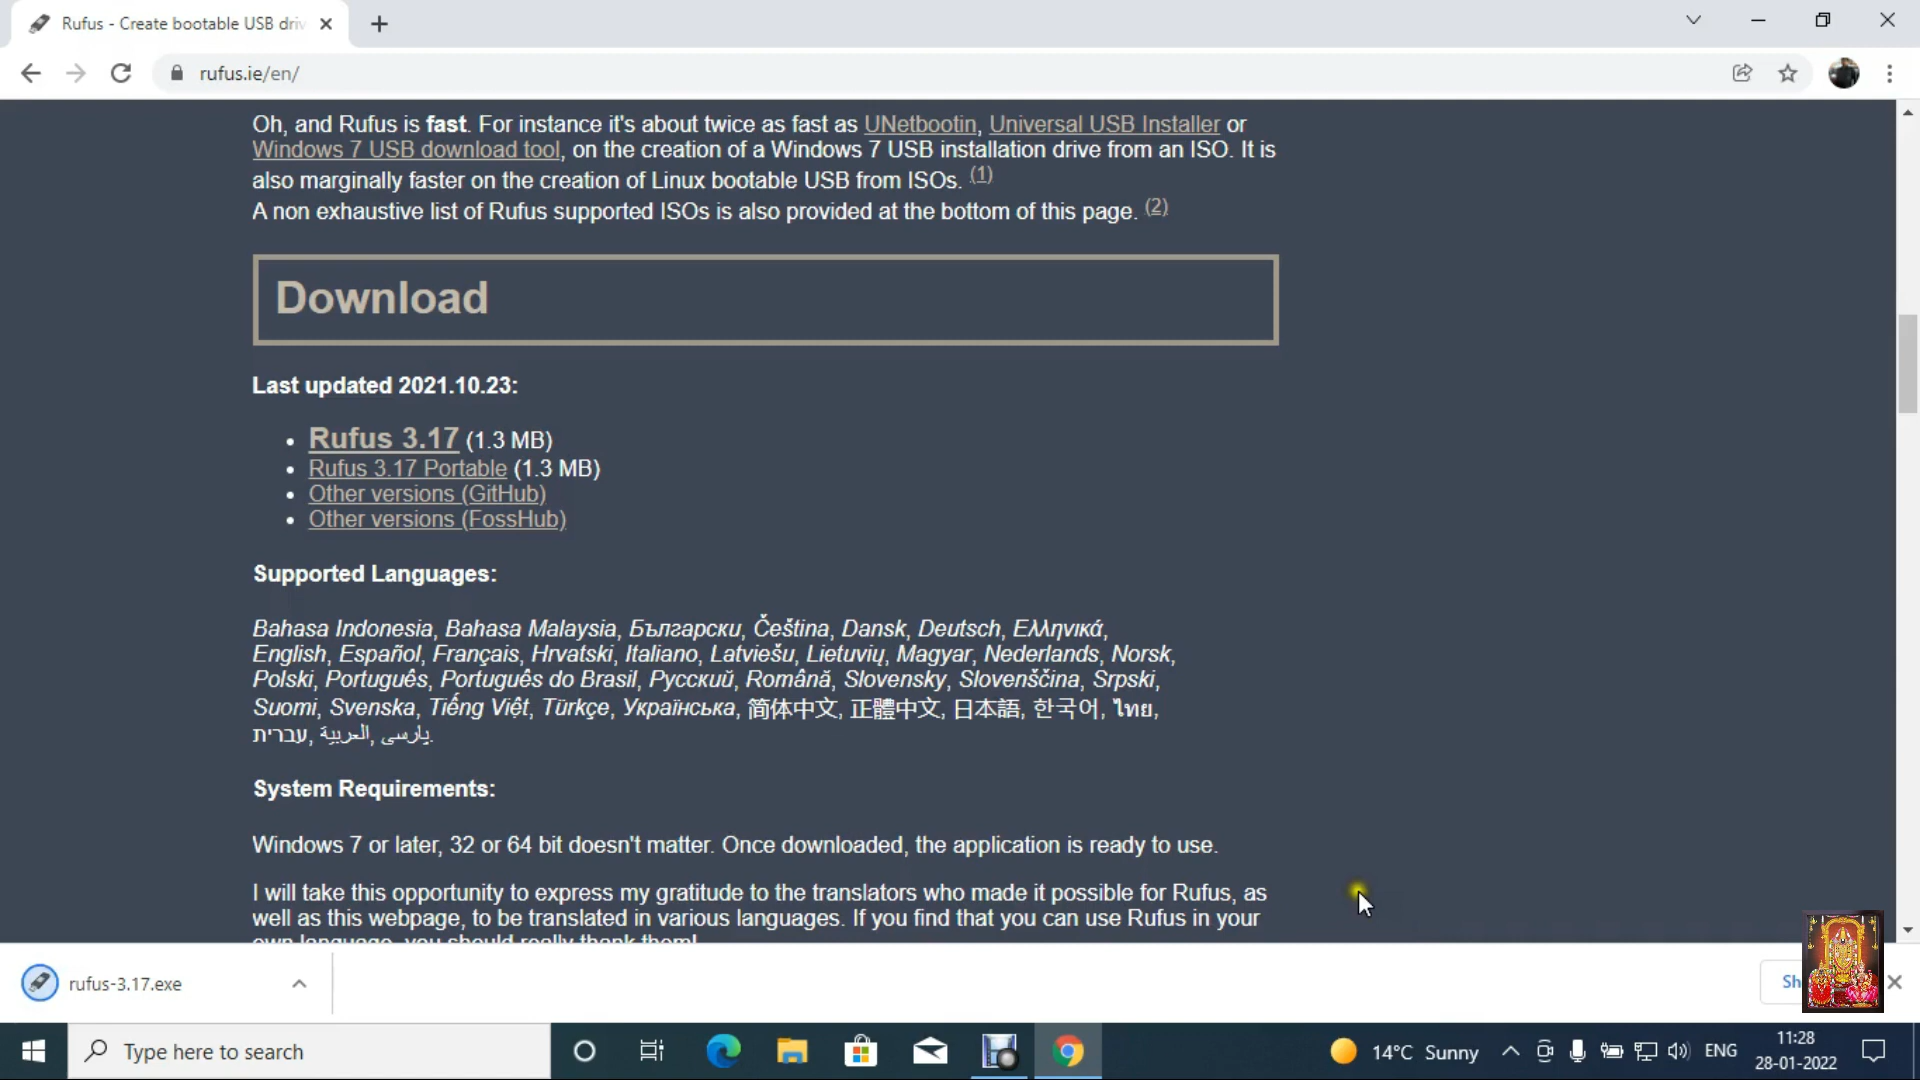 Rufus - Create bootable USB driv
rufus.ie/en/
Oh, and Rufus is fast. For instance it's about twice as fast as UNetbootin, Universal USB Installer or
Windows 7 USB download tool, on the creation of a Windows 7 USB installation drive from an ISO. It is
also marginally faster on the creation of Linux bootable USB from ISOs. (1)
A non exhaustive list of Rufus supported ISOs is also provided at the bottom of this page. (2)
Download
Last updated 2021.10.23:
• Rufus 3.17 (1.3 MB)
• Rufus 3.17 Portable (1.3 MB)
• Other versions (GitHub)
• Other versions (FossHub)
Supported Languages:
Bahasa Indonesia, Bahasa Malaysia, Български, Čeština, Dansk, Deutsch, Ελληνικά,
English, Español, Français, Hrvatski, Italiano, Latviešu, Lietuvių, Magyar, Nederlands, Norsk,
Polski, Português, Português do Brasil, Русский, Română, Slovensky, Slovenščina, Srpski,
Suomi, Svenska, Tiếng Việt, Türkçe, Українська, 简体中文, 正體中文, 日本語, 한국어, ไทย,
עברית, العربية, پارسی.
System Requirements:
Windows 7 or later, 32 or 64 bit doesn't matter. Once downloaded, the application is ready to use.
I will take this opportunity to express my gratitude to the translators who made it possible for Rufus, as
well as this webpage, to be translated in various languages. If you find that you can use Rufus in your
own language, you should really thank them!
rufus-3.17.exe
Sh
Type here to search
14°C Sunny
ENG
11:28
28-01-2022